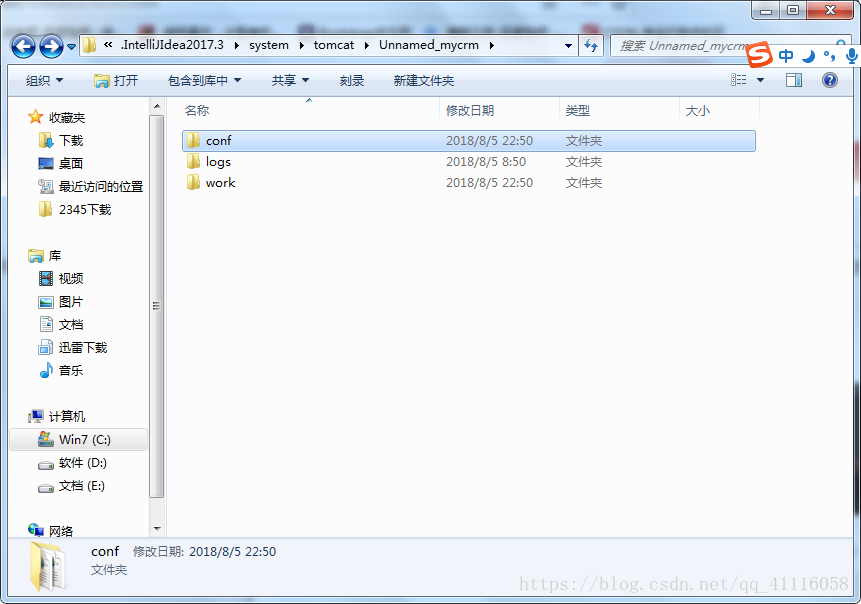 « .IntelliJIdea2017.3 system tomcat Unnamed_mycrm
搜索 Unnamed_mycrm
中
组织 打开 包含到库中 共享 刻录 新建文件夹
名称 修改日期 类型 大小
conf 2018/8/5 22:50 文件夹
logs 2018/8/5 8:50 文件夹
work 2018/8/5 22:50 文件夹
收藏夹
下载
桌面
最近访问的位置
2345下载
库
视频
图片
文档
迅雷下载
音乐
计算机
Win7 (C:)
软件 (D:)
文档 (E:)
网络
conf 修改日期: 2018/8/5 22:50
文件夹
https://blog.csdn.net/qq_41116058